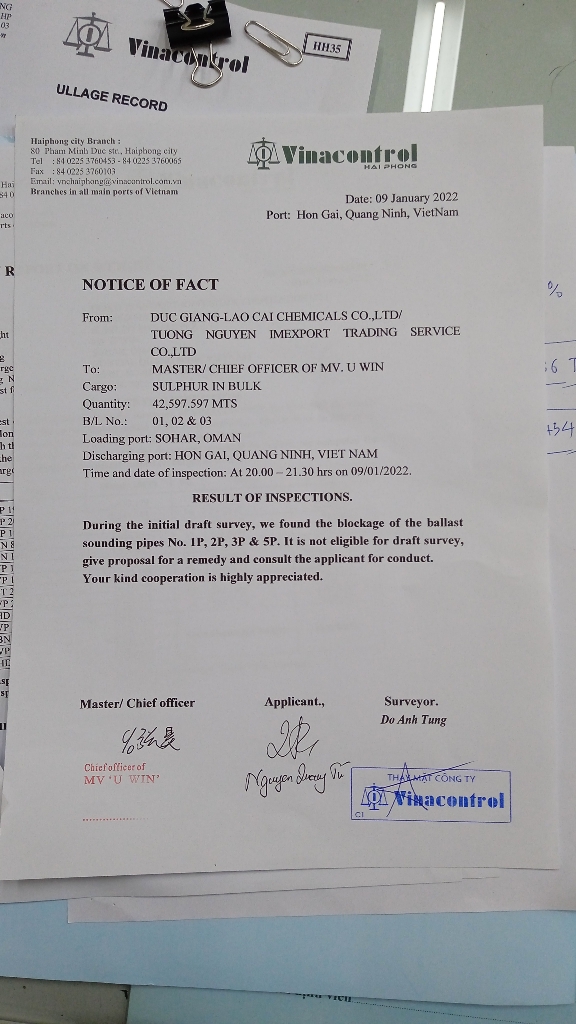 Vinacontrol
HH35
ULLAGE RECORD
Haiphong city Branch :
80 Pham Minh Duc stc., Haiphong city
Tel : 84 0225 3760453 - 84 0225 3760065
Fax : 84 0225 3760103
Email: vnchaiphong@vinacontrol.com.vn
Branches in all main ports of Vietnam
Vinacontrol
HAI PHONG
Date: 09 January 2022
Port: Hon Gai, Quang Ninh, VietNam
NOTICE OF FACT
From: DUC GIANG-LAO CAI CHEMICALS CO.,LTD/
TUONG NGUYEN IMEXPORT TRADING SERVICE
CO.,LTD
To: MASTER/ CHIEF OFFICER OF MV. U WIN
Cargo: SULPHUR IN BULK
Quantity: 42,597.597 MTS
B/L No.: 01, 02 & 03
Loading port: SOHAR, OMAN
Discharging port: HON GAI, QUANG NINH, VIET NAM
Time and date of inspection: At 20.00 – 21.30 hrs on 09/01/2022.
RESULT OF INSPECTIONS.
During the initial draft survey, we found the blockage of the ballast
sounding pipes No. 1P, 2P, 3P & 5P. It is not eligible for draft survey,
give proposal for a remedy and consult the applicant for conduct.
Your kind cooperation is highly appreciated.
Master/ Chief officer Applicant., Surveyor.
Do Anh Tung
Chief officer of
MV 'U WIN'
Nguyen Quang Tú
THAY MẶT CÔNG TY
Vinacontrol
CI